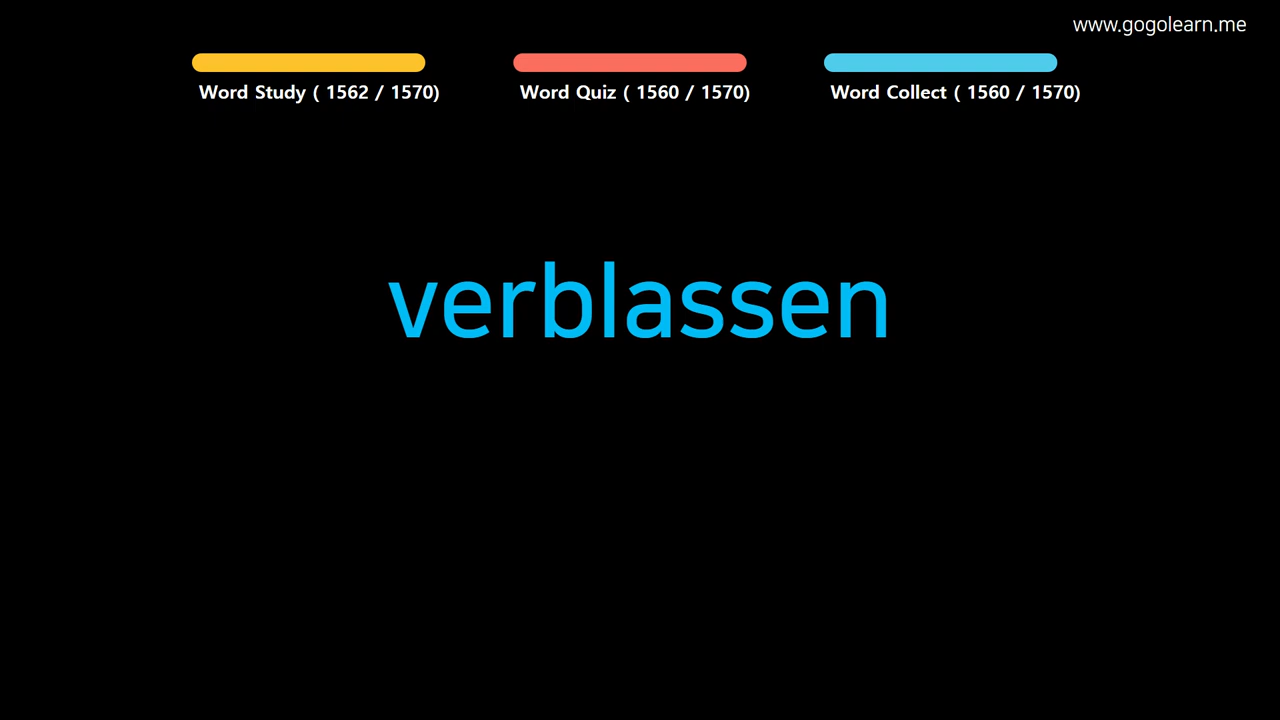 www.gogolearn.me
Word Study ( 1562 / 1570)
Word Quiz ( 1560 / 1570)
Word Collect ( 1560 / 1570)
verblassen